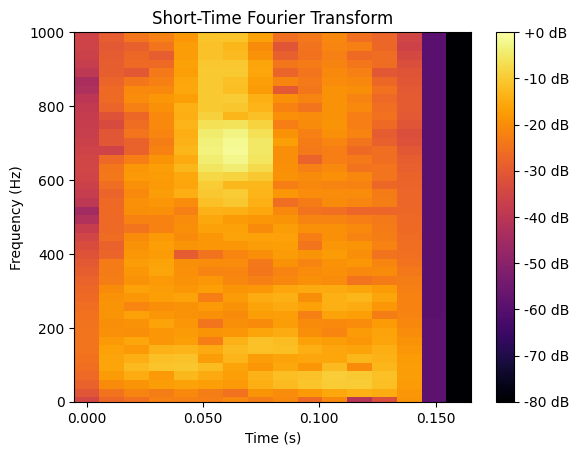 Short-Time Fourier Transform
1000
800
600
400
200
0
Frequency (Hz)
0.000
0.050
0.100
0.150
Time (s)
+0 dB
-10 dB
-20 dB
-30 dB
-40 dB
-50 dB
-60 dB
-70 dB
-80 dB